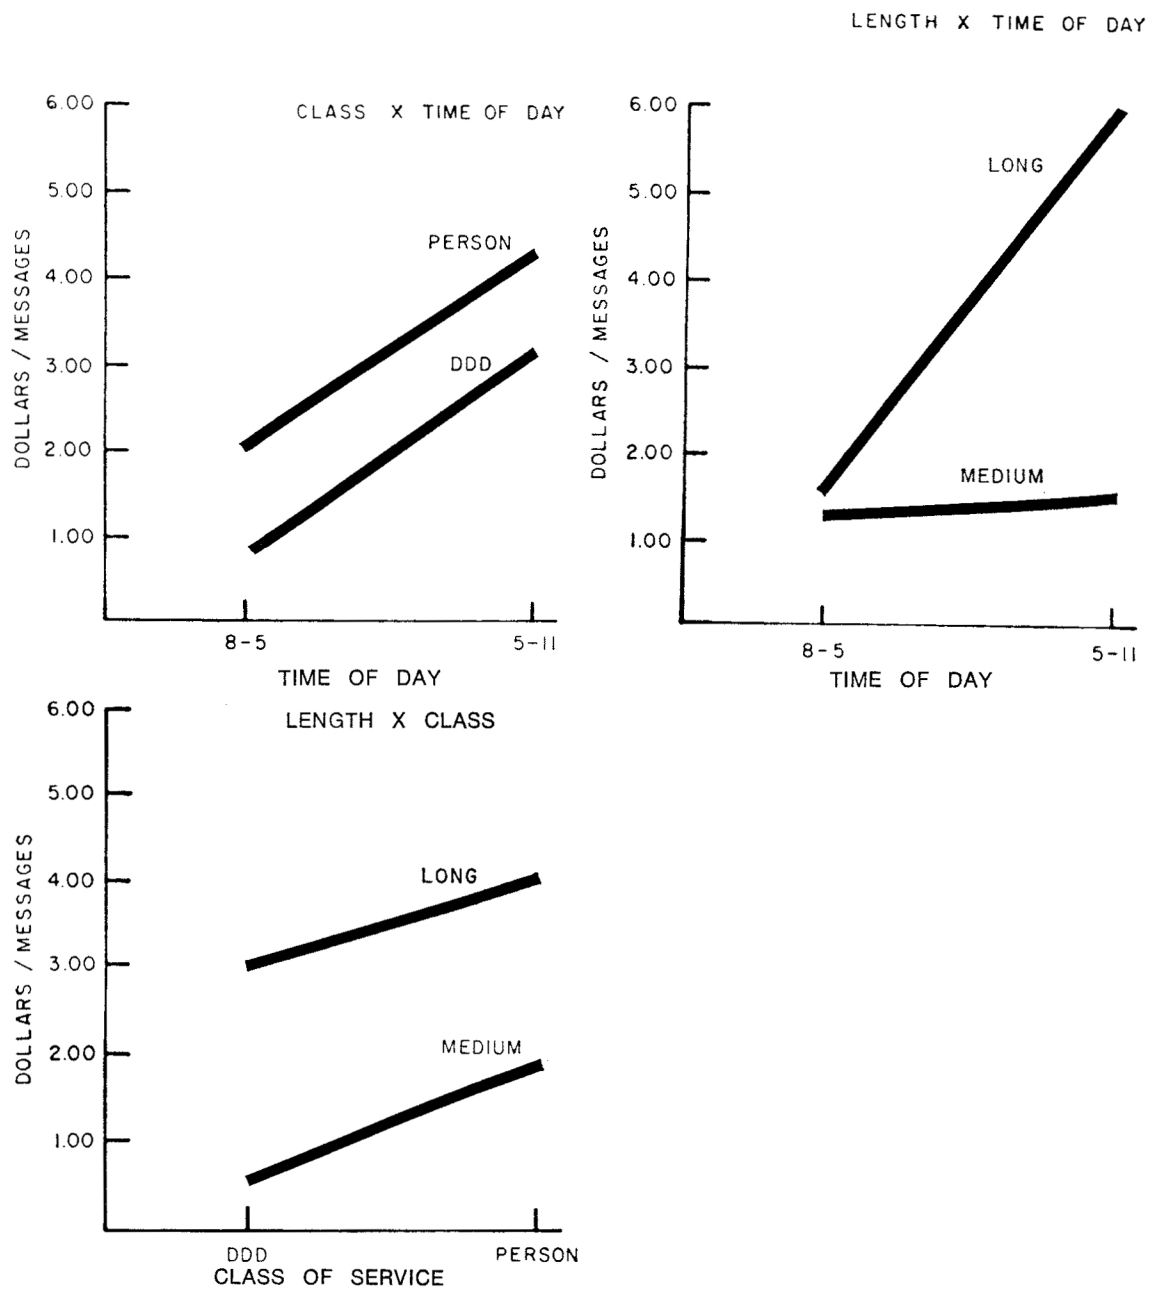 LENGTH X TIME OF DAY
CLASS X TIME OF DAY
6.00
5.00
4.00
3.00
2.00
1.00
DOLLARS / MESSAGES
PERSON
DDD
8-5
5-11
TIME OF DAY
6.00
5.00
4.00
3.00
2.00
1.00
DOLLARS / MESSAGES
LONG
MEDIUM
8-5
5-11
TIME OF DAY
LENGTH X CLASS
6.00
5.00
4.00
3.00
2.00
1.00
DOLLARS / MESSAGES
LONG
MEDIUM
DDD
PERSON
CLASS OF SERVICE